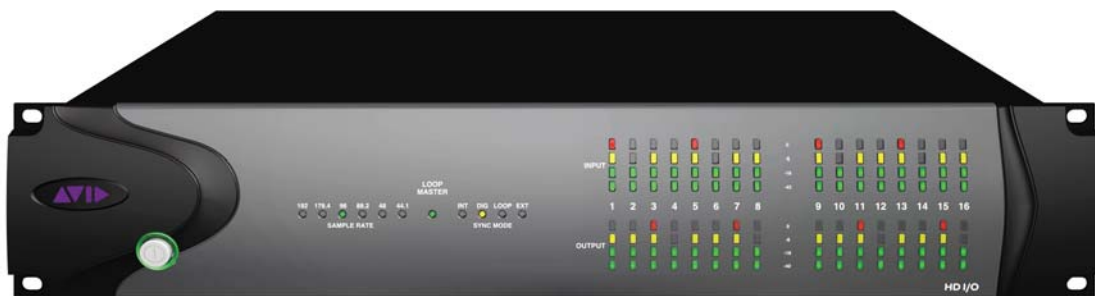 AVID
192 176.4 96 88.2 48 44.1
SAMPLE RATE
LOOP
MASTER
INT DIG LOOP EXT
SYNC MODE
INPUT
1 2 3 4 5 6 7 8
9 10 11 12 13 14 15 16
OUTPUT
HD I/O